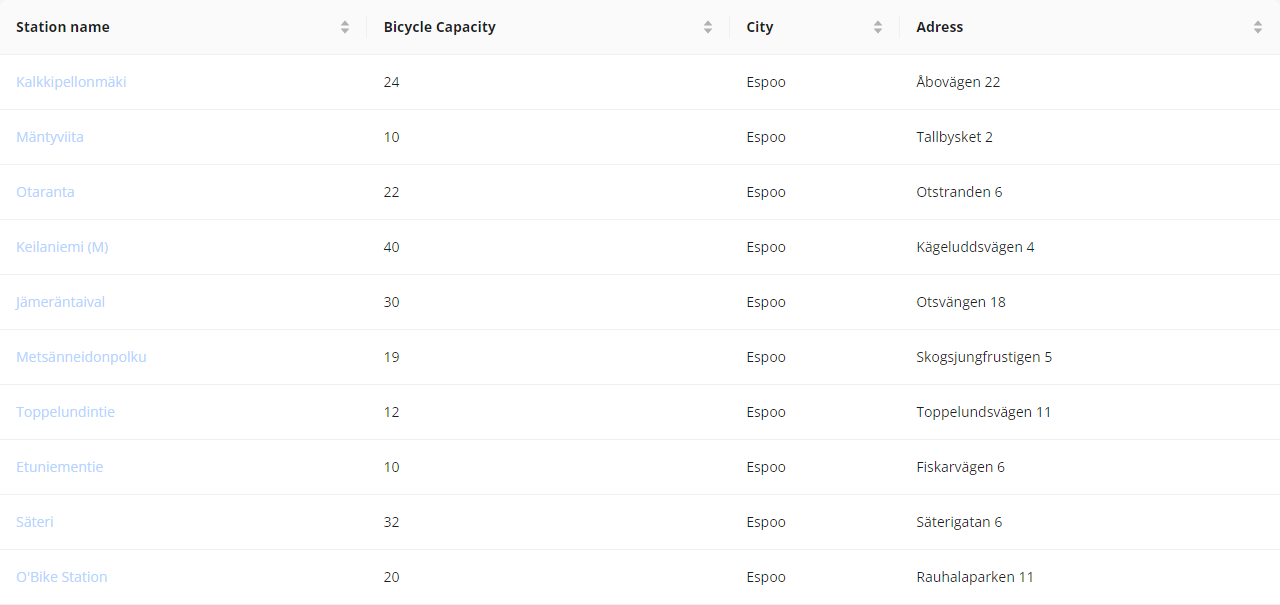 Station name Bicycle Capacity City Adress
Kalkkipellonmäki 24 Espoo Åbovägen 22
Mäntyviita 10 Espoo Tallbysket 2
Otaranta 22 Espoo Otstranden 6
Keilaniemi (M) 40 Espoo Kägeluddsvägen 4
Jämeräntaival 30 Espoo Otsvängen 18
Metsänneidonpolku 19 Espoo Skogsjungfrustigen 5
Toppelundintie 12 Espoo Toppelundsvägen 11
Etuniementie 10 Espoo Fiskarvägen 6
Säteri 32 Espoo Säterigatan 6
O'Bike Station 20 Espoo Rauhalaparken 11